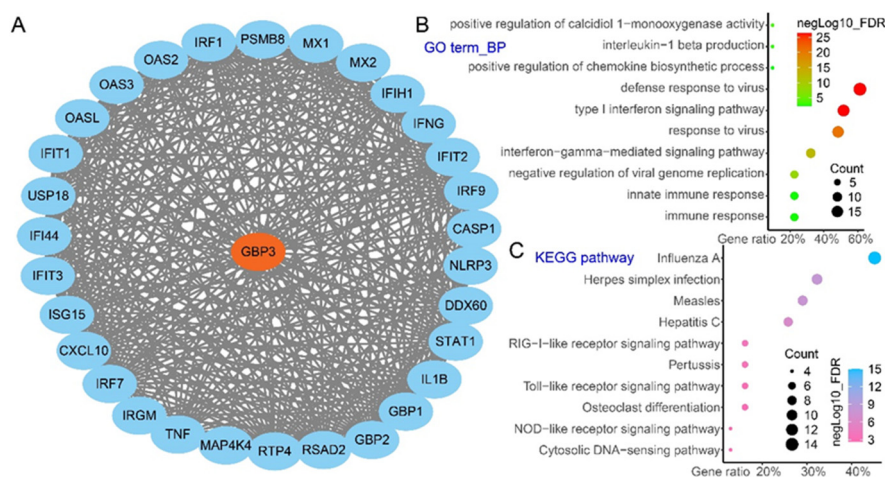 A
PSMB8
MX1
MX2
IFIH1
IFNG
IFIT2
IRF9
CASP1
NLRP3
DDX60
STAT1
IL1B
GBP1
GBP2
RSAD2
RTP4
MAP4K4
TNF
IRGM
IRF7
CXCL10
ISG15
IFIT3
IFI44
USP18
IFIT1
OASL
OAS3
OAS2
IRF1
GBP3
B
GO term_BP
positive regulation of calcidiol 1-monooxygenase activity
interleukin-1 beta production
positive regulation of chemokine biosynthetic process
defense response to virus
type I interferon signaling pathway
response to virus
interferon-gamma-mediated signaling pathway
negative regulation of viral genome replication
innate immune response
immune response
Gene ratio 20% 40% 60%
negLog10_FDR
25
20
15
10
5
Count
5
10
15
C
KEGG pathway
Influenza A
Herpes simplex infection
Measles
Hepatitis C
RIG-I-like receptor signaling pathway
Pertussis
Toll-like receptor signaling pathway
Osteoclast differentiation
NOD-like receptor signaling pathway
Cytosolic DNA-sensing pathway
Gene ratio 20% 30% 40%
Count
4
6
8
10
12
14
negLog10_FDR
15
12
9
6
3